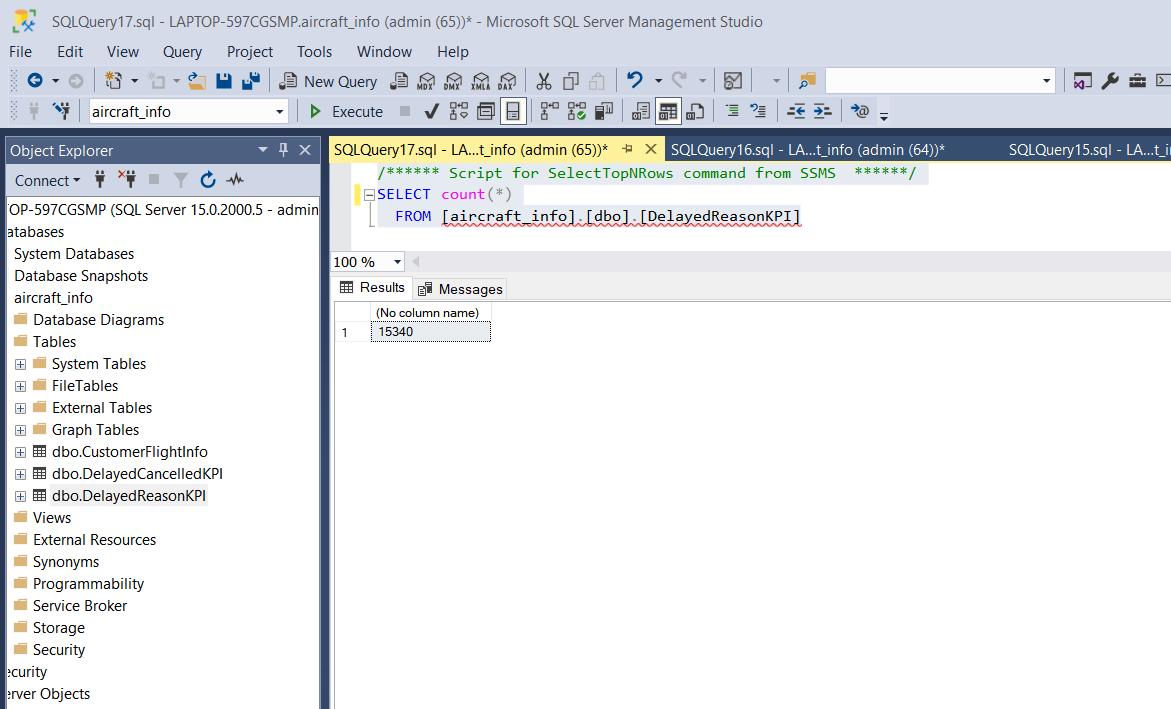 SQLQuery17.sql - LAPTOP-597CGSMP.aircraft_info (admin (65))* - Microsoft SQL Server Management Studio
File Edit View Query Project Tools Window Help
New Query MDX DMX XMLA DAX
aircraft_info Execute
Object Explorer
Connect
TOP-597CGSMP (SQL Server 15.0.2000.5 - admin
atabases
System Databases
Database Snapshots
aircraft_info
Database Diagrams
Tables
System Tables
FileTables
External Tables
Graph Tables
dbo.CustomerFlightInfo
dbo.DelayedCancelledKPI
dbo.DelayedReasonKPI
Views
External Resources
Synonyms
Programmability
Service Broker
Storage
Security
ecurity
erver Objects
SQLQuery17.sql - LA...t_info (admin (65))* SQLQuery16.sql - LA...t_info (admin (64))* SQLQuery15.sql - LA...t_i
/****** Script for SelectTopNRows command from SSMS ******/
SELECT count(*)
FROM [aircraft_info].[dbo].[DelayedReasonKPI]
100 %
Results Messages
(No column name)
1 15340